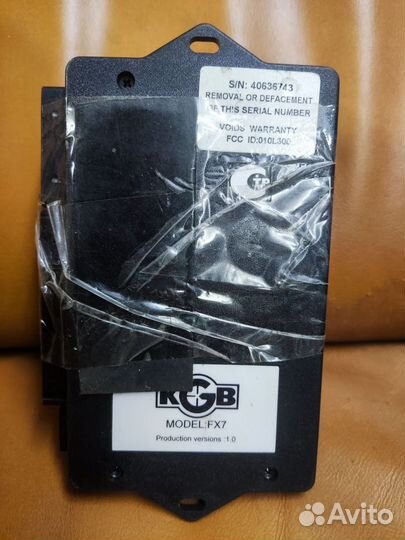 S/N: 40636743
REMOVAL OR DEFACEMENT
OF THIS SERIAL NUMBER
VOIDS WARRANTY
FCC ID:010L300
KGB
MODEL:FX7
Production versions :1.0
Avito